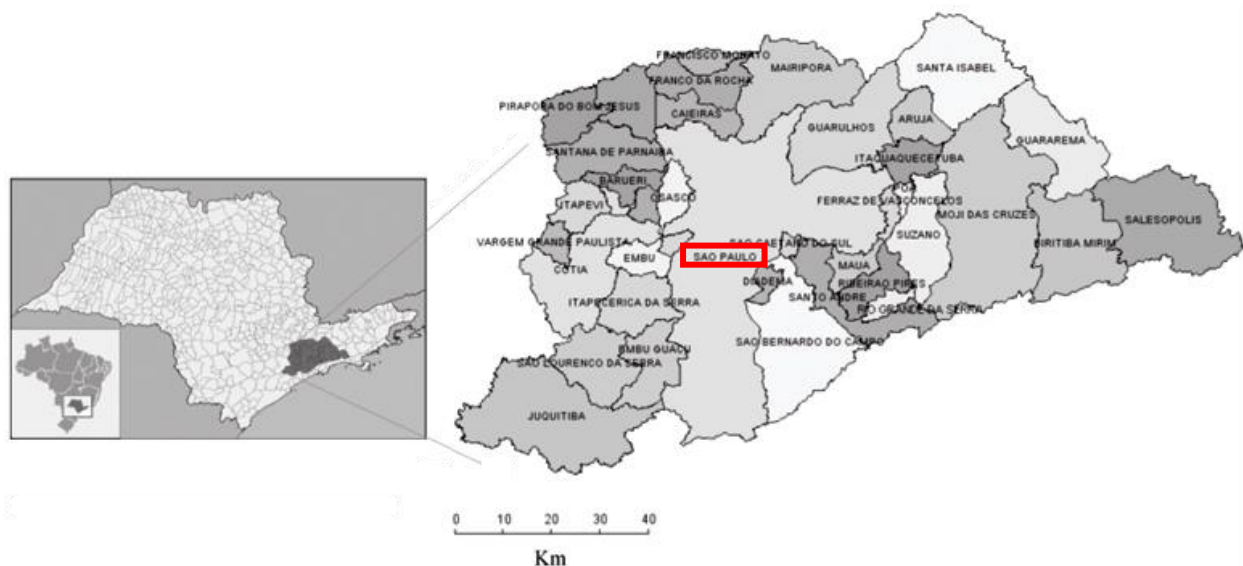 FRANCISCO MORATO
MAIRIPORA
SANTA ISABEL
FRANCO DA ROCHA
PIRAPORA DO BOM JESUS
CAIEIRAS
ARUJA
GUARULHOS
GUARAREMA
SANTANA DE PARNAIBA
ITAQUAQUECETUBA
BARUERI
OSASCO
POA
ITAPEVI
FERRAZ DE VASCONCELOS
MOJI DAS CRUZES
SALESOPOLIS
SUZANO
VARGEM GRANDE PAULISTA
SAO CAETANO DO SUL
BIRITIBA MIRIM
EMBU
SAO PAULO
MAUA
COTIA
DIADEMA
RIBEIRAO PIRES
ITAPECERICA DA SERRA
SANTO ANDRE
RIO GRANDE DA SERRA
SAO BERNARDO DO CAMPO
EMBU GUACU
SAO LOURENCO DA SERRA
JUQUITIBA
0 10 20 30 40
Km